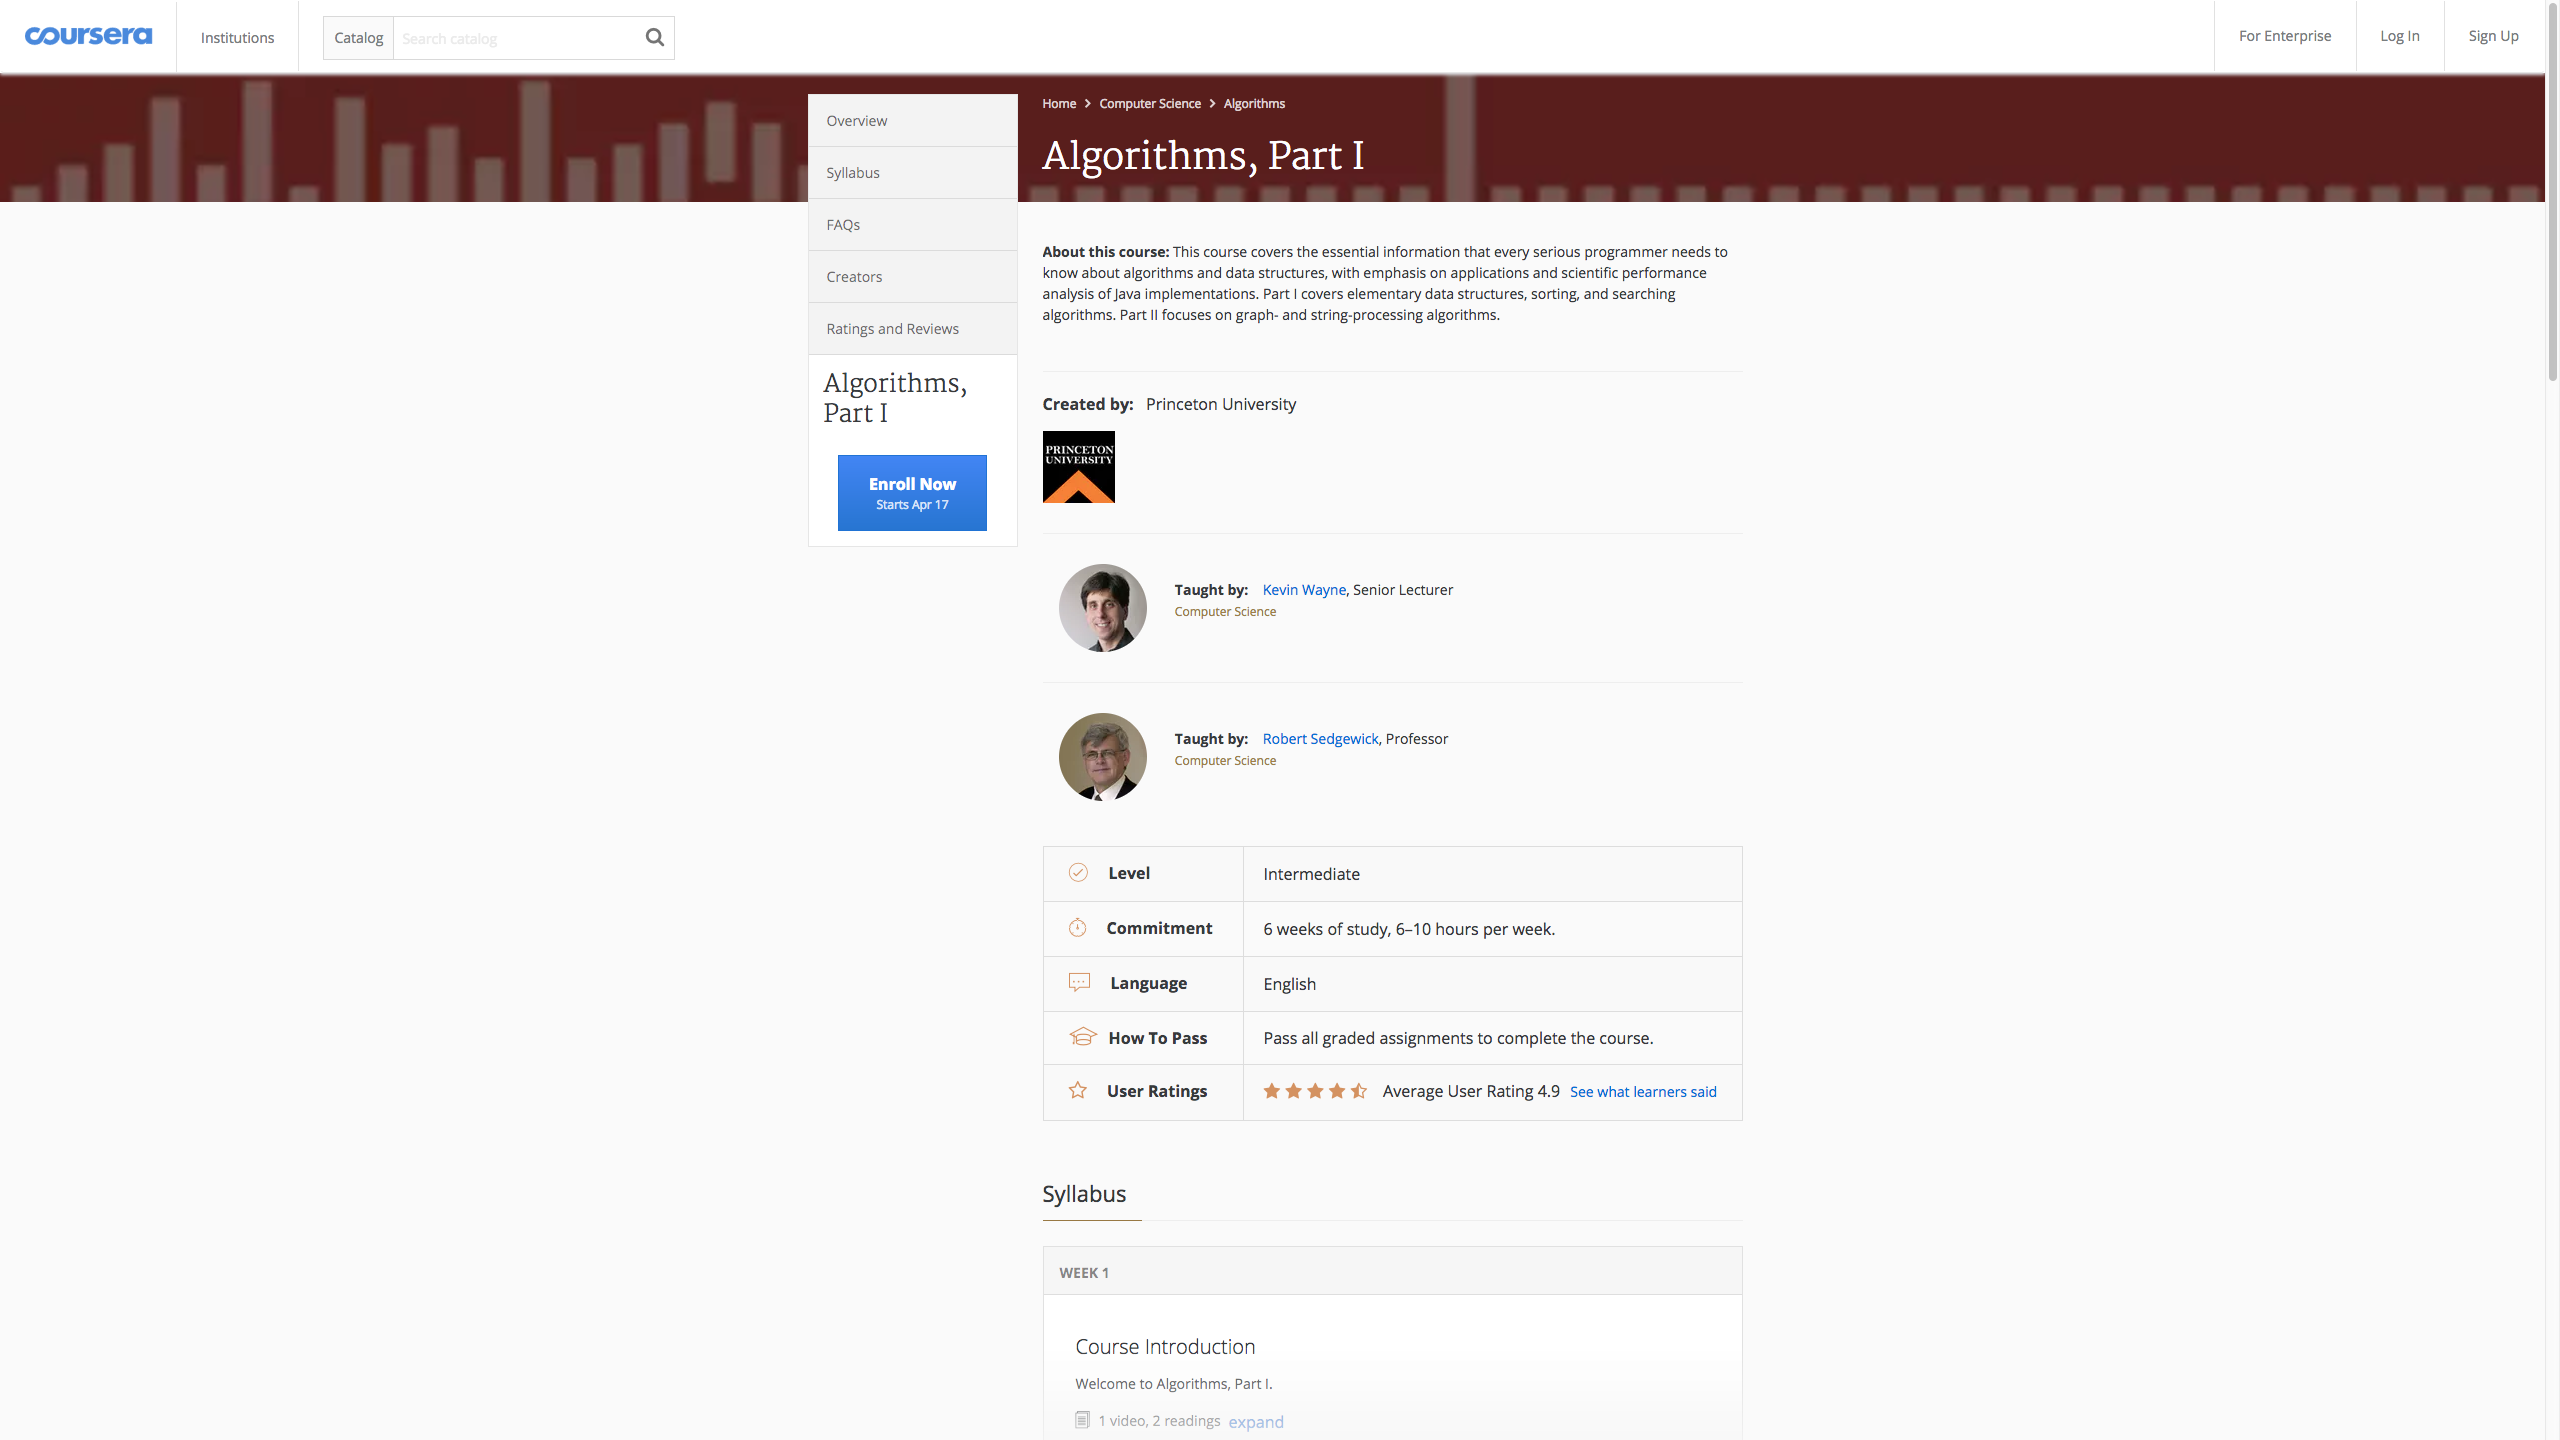 coursera
Institutions
Catalog
Search catalog
For Enterprise
Log In
Sign Up
Overview
Syllabus
FAQs
Creators
Ratings and Reviews
Algorithms,
Part I
Enroll Now
Starts Apr 17
Home > Computer Science > Algorithms
Algorithms, Part I
About this course: This course covers the essential information that every serious programmer needs to
know about algorithms and data structures, with emphasis on applications and scientific performance
analysis of Java implementations. Part I covers elementary data structures, sorting, and searching
algorithms. Part II focuses on graph- and string-processing algorithms.
Created by: Princeton University
PRINCETON
UNIVERSITY
Taught by: Kevin Wayne, Senior Lecturer
Computer Science
Taught by: Robert Sedgewick, Professor
Computer Science
Level Intermediate
Commitment 6 weeks of study, 6–10 hours per week.
Language English
How To Pass Pass all graded assignments to complete the course.
User Ratings Average User Rating 4.9 See what learners said
Syllabus
WEEK 1
Course Introduction
Welcome to Algorithms, Part I.
1 video, 2 readings expand